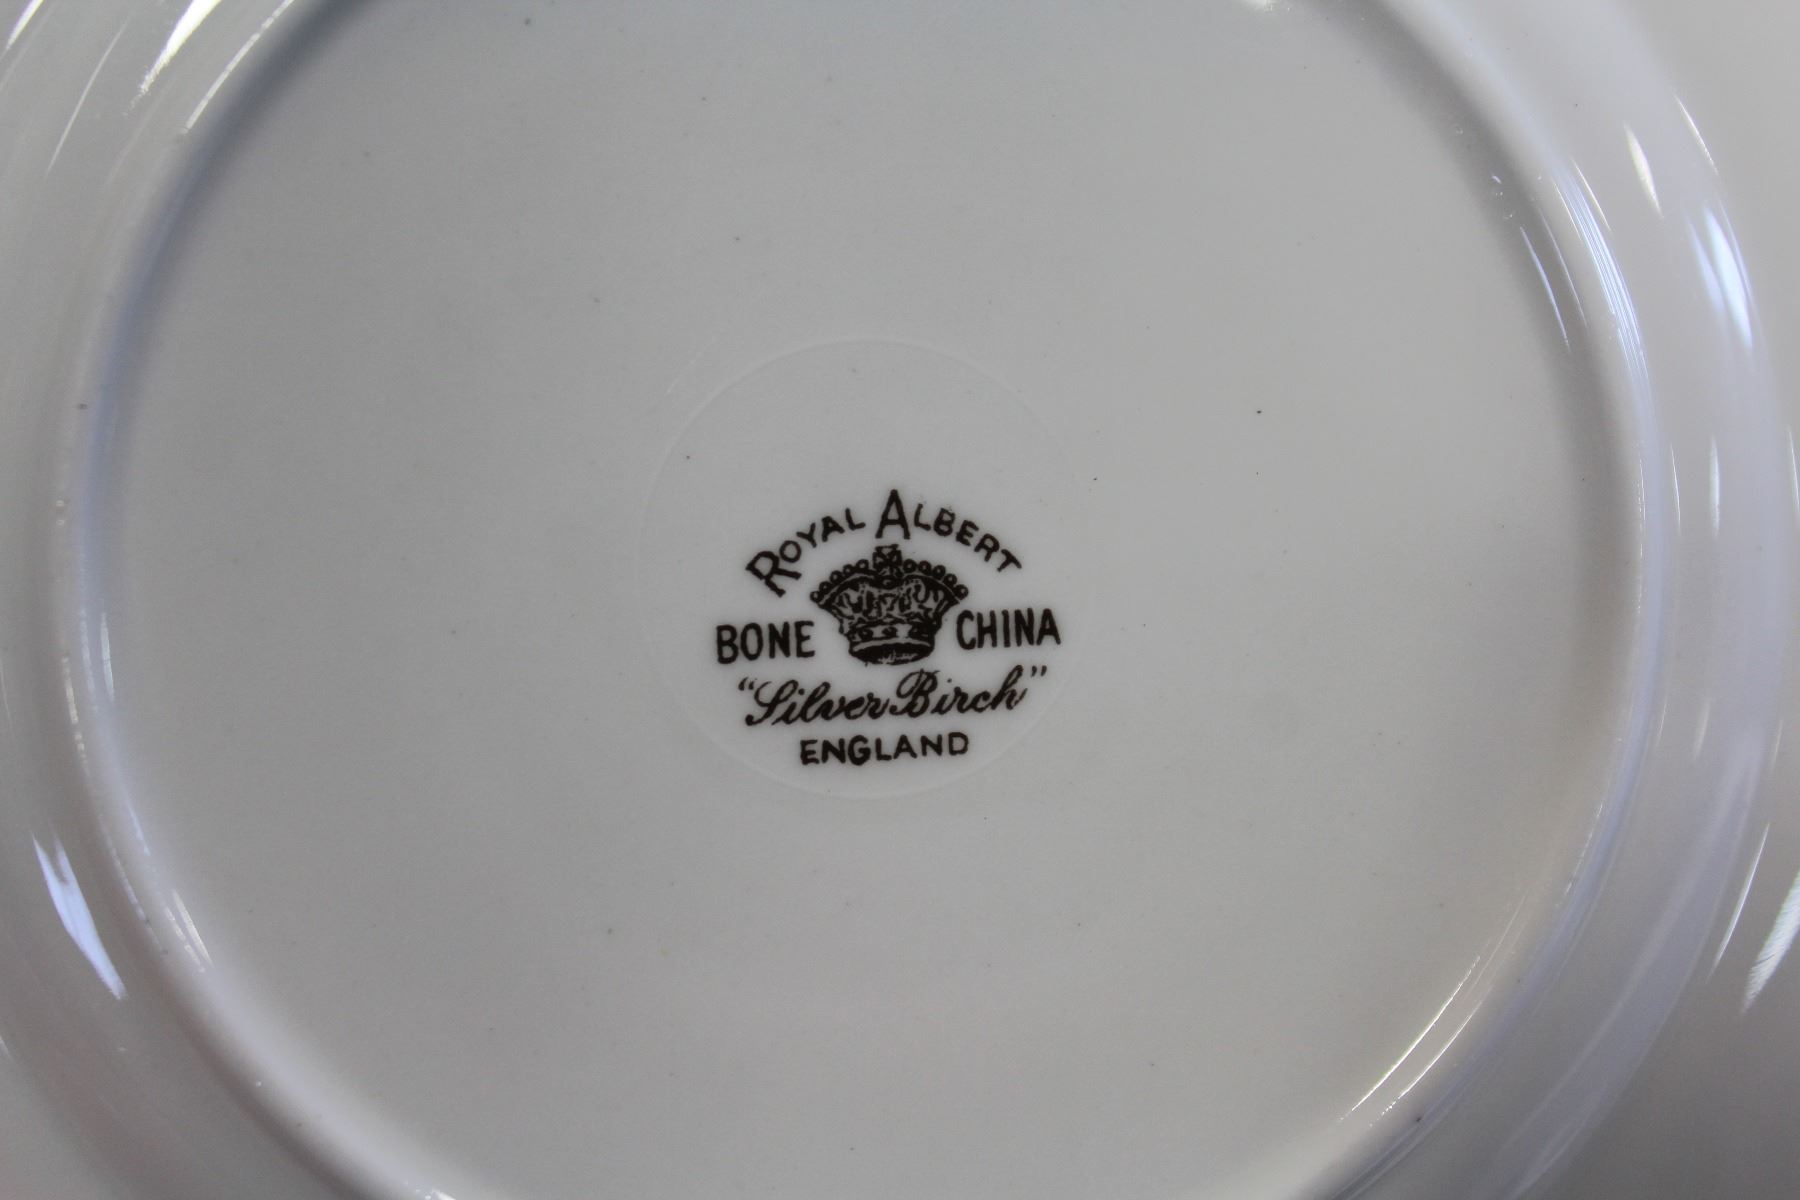 ROYAL ALBERT
BONE CHINA
"Silver Birch"
ENGLAND